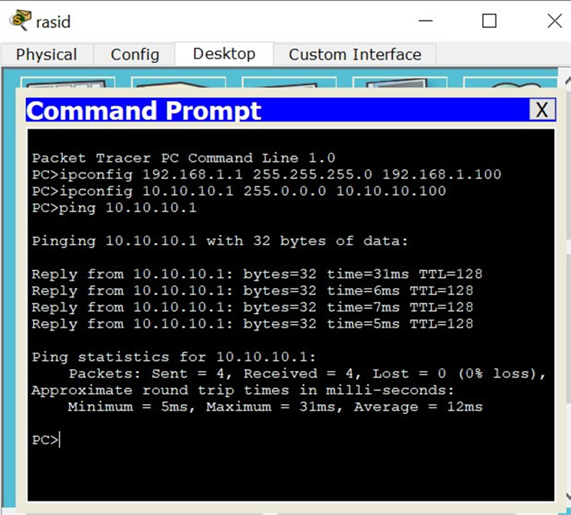 rasid
Physical Config Desktop Custom Interface
Command Prompt X
Packet Tracer PC Command Line 1.0
PC>ipconfig 192.168.1.1 255.255.255.0 192.168.1.100
PC>ipconfig 10.10.10.1 255.0.0.0 10.10.10.100
PC>ping 10.10.10.1
Pinging 10.10.10.1 with 32 bytes of data:
Reply from 10.10.10.1: bytes=32 time=31ms TTL=128
Reply from 10.10.10.1: bytes=32 time=6ms TTL=128
Reply from 10.10.10.1: bytes=32 time=7ms TTL=128
Reply from 10.10.10.1: bytes=32 time=5ms TTL=128
Ping statistics for 10.10.10.1:
Packets: Sent = 4, Received = 4, Lost = 0 (0% loss),
Approximate round trip times in milli-seconds:
Minimum = 5ms, Maximum = 31ms, Average = 12ms
PC>